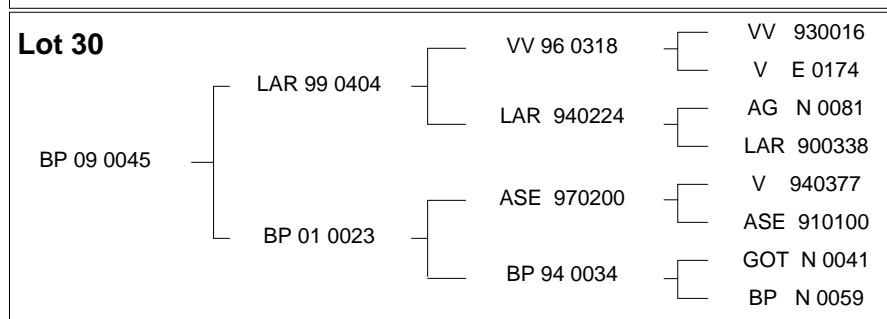 Lot 30
VV 930016
VV 96 0318
V E 0174
LAR 99 0404
AG N 0081
LAR 940224
LAR 900338
BP 09 0045
V 940377
ASE 970200
ASE 910100
BP 01 0023
GOT N 0041
BP 94 0034
BP N 0059